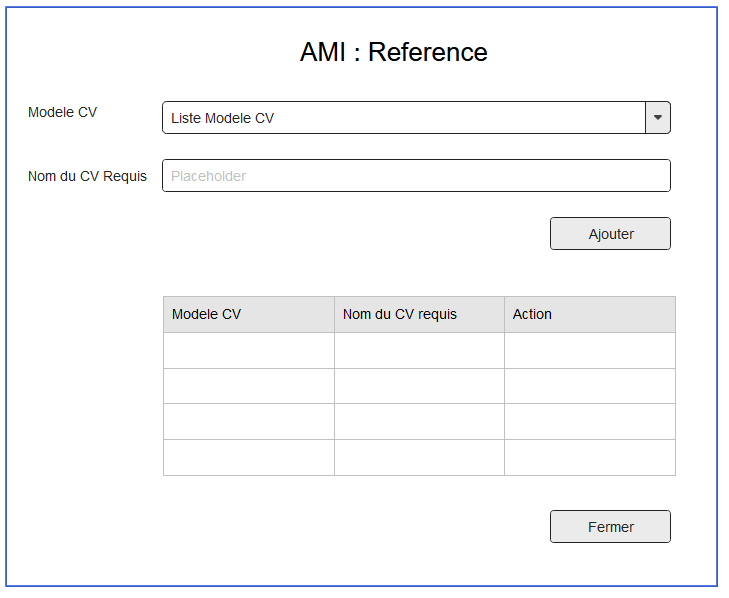 AMI : Reference
Modele CV
Liste Modele CV
Nom du CV Requis
Placeholder
Ajouter
Modele CV Nom du CV requis Action
Fermer